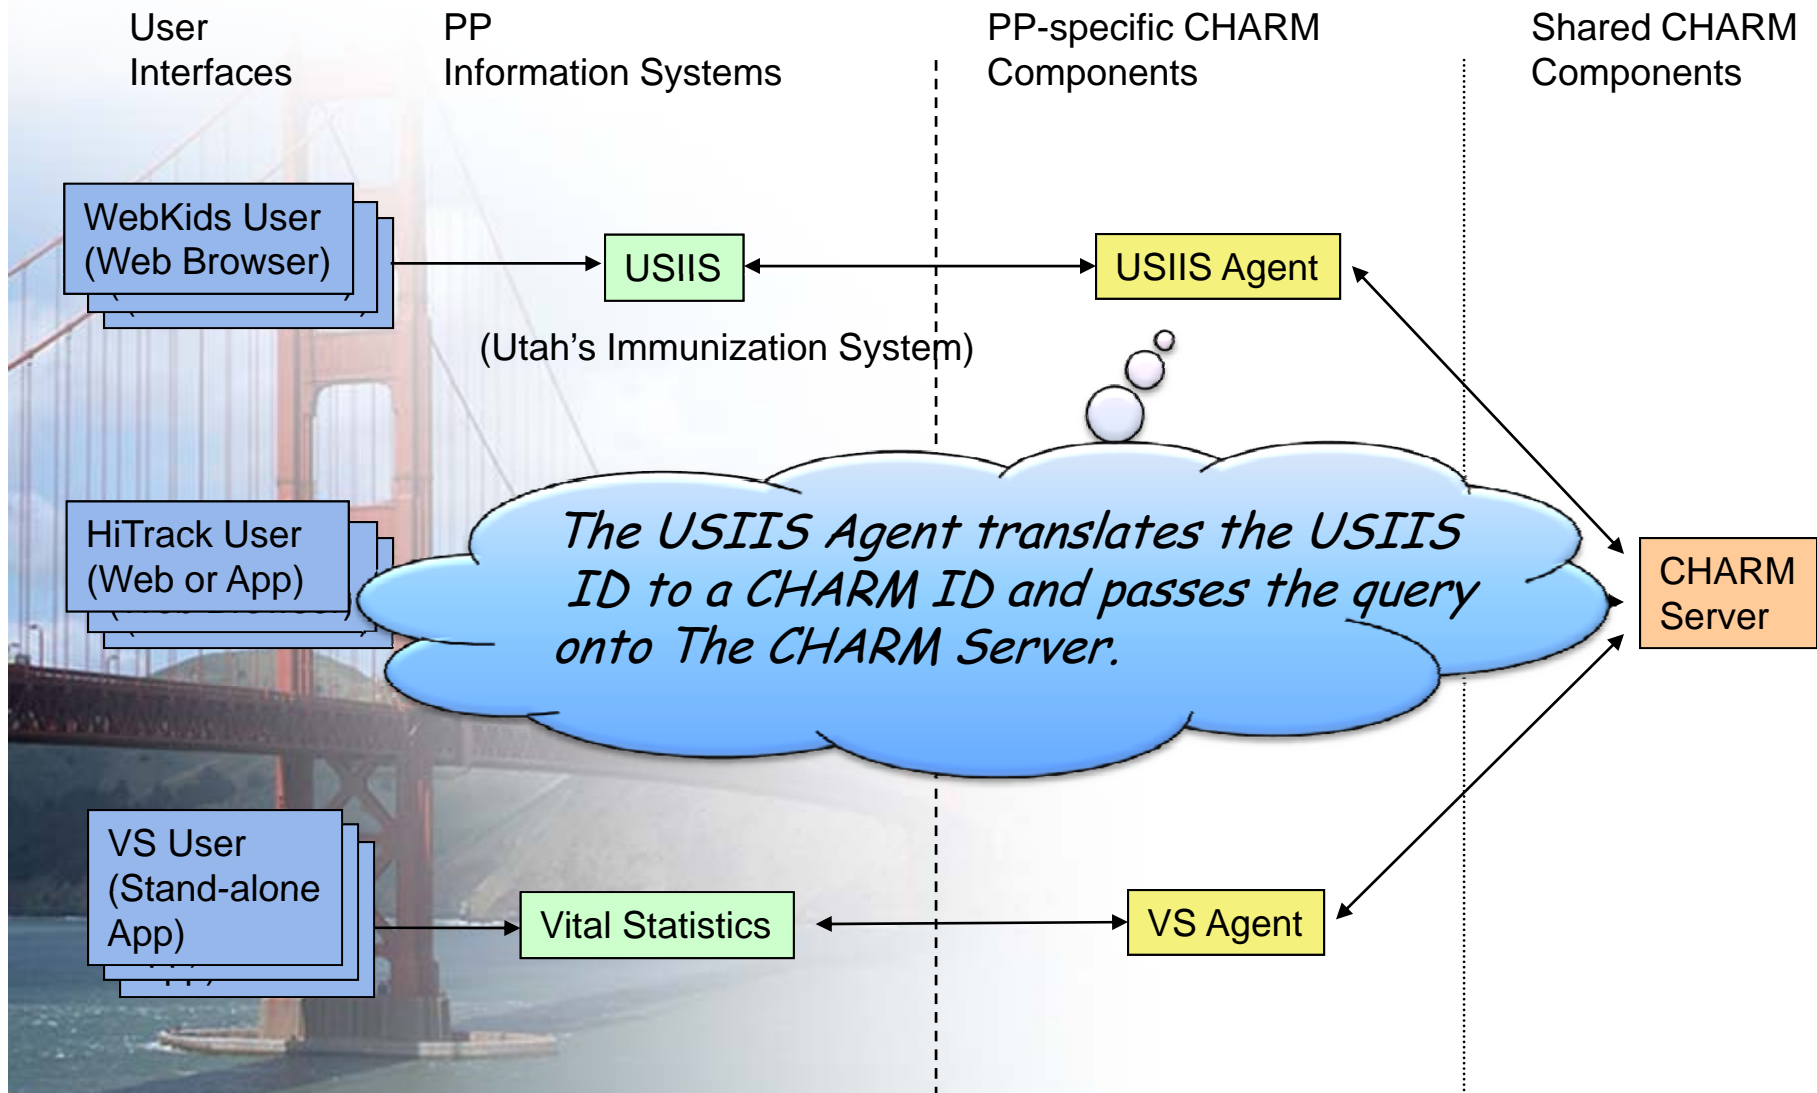 User
Interfaces
PP
Information Systems
PP-specific CHARM
Components
Shared CHARM
Components
WebKids User
(Web Browser)
USIIS
USIIS Agent
(Utah's Immunization System)
HiTrack User
(Web or App)
The USIIS Agent translates the USIIS
ID to a CHARM ID and passes the query
onto The CHARM Server.
CHARM
Server
VS User
(Stand-alone
App)
Vital Statistics
VS Agent